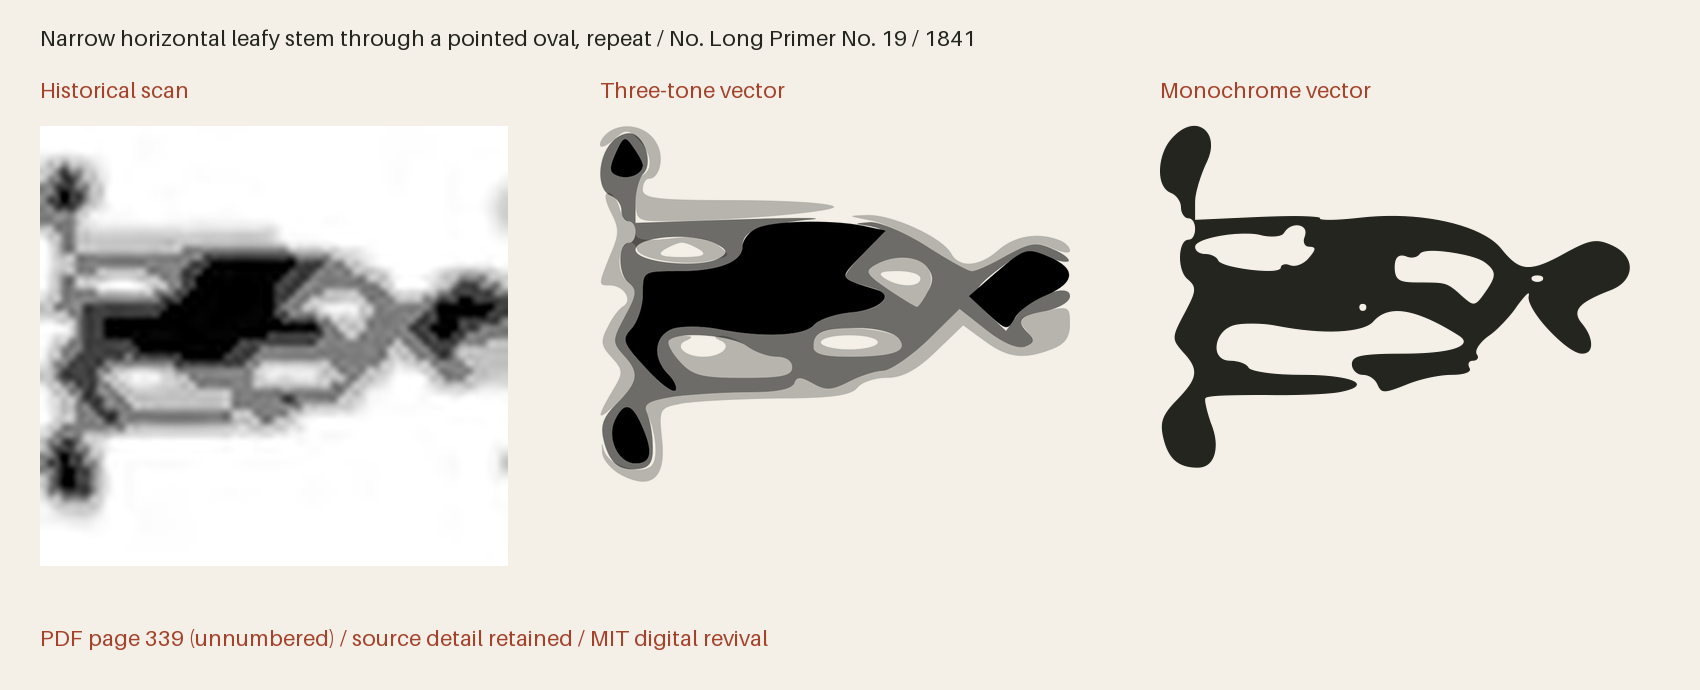 Narrow horizontal leafy stem through a pointed oval, repeat / No. Long Primer No. 19 / 1841
Historical scan
Three-tone vector
Monochrome vector
PDF page 339 (unnumbered) / source detail retained / MIT digital revival